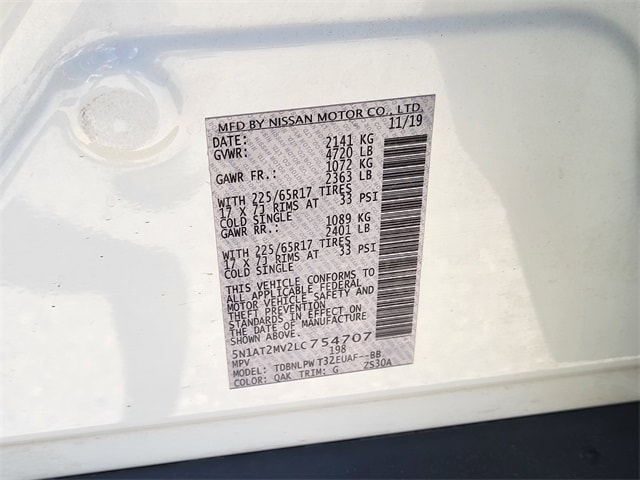 MFD BY NISSAN MOTOR CO., LTD.
DATE: 11/19
GVWR: 2141 KG
4720 LB
GAWR FR.: 1072 KG
2363 LB
WITH 225/65R17 TIRES
17 X 7J RIMS AT 33 PSI
COLD SINGLE
GAWR RR.: 1089 KG
2401 LB
WITH 225/65R17 TIRES
17 X 7J RIMS AT 33 PSI
COLD SINGLE
THIS VEHICLE CONFORMS TO
ALL APPLICABLE FEDERAL
MOTOR VEHICLE SAFETY AND
STANDARDS IN EFFECT ON
THE DATE OF MFR SHOWN ABOVE.
5N1AT2MV2LC754707
MPV 198
MODEL: TDBNLPW T32EUAF--BB
COLOR: QAK TRIM: G ZS30A